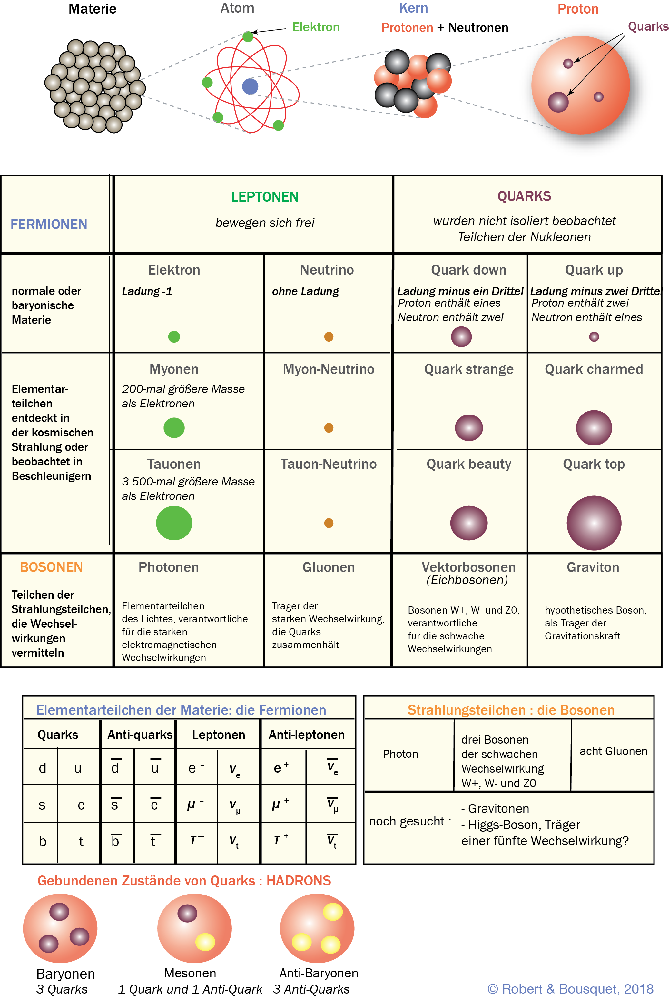 Materie
Atom
Kern
Proton
Elektron
Protonen + Neutronen
Quarks
FERMIONEN
LEPTONEN
bewegen sich frei
QUARKS
wurden nicht isoliert beobachtet
Teilchen der Nukleonen
normale oder
baryonische
Materie
Elektron
Ladung -1
Neutrino
ohne Ladung
Quark down
Ladung minus ein Drittel
Proton enthält eines
Neutron enthält zwei
Quark up
Ladung minus zwei Drittel
Proton enthält zwei
Neutron enthält eines
Elementar-
teilchen
entdeckt in
der kosmischen
Strahlung oder
beobachtet in
Beschleunigern
Myonen
200-mal größere Masse
als Elektronen
Myon-Neutrino
Quark strange
Quark charmed
Tauonen
3 500-mal größere Masse
als Elektronen
Tauon-Neutrino
Quark beauty
Quark top
BOSONEN
Teilchen der
Strahlungsteilchen,
die Wechsel-
wirkungen
vermitteln
Photonen
Elementarteilchen
des Lichtes, verantwortliche
für die starken
elektromagnetischen
Wechselwirkungen
Gluonen
Träger der
starken Wechselwirkung,
die Quarks
zusammenhält
Vektorbosonen
(Eichbosonen)
Bosonen W+, W- und ZO,
verantwortliche
für die schwache
Wechselwirkungen
Graviton
hypothetisches Boson,
als Träger der
Gravitationskraft
Elementarteilchen der Materie: die Fermionen
Quarks Anti-quarks Leptonen Anti-leptonen
d u d̅ u̅ e⁻ νe e⁺ ν̅e
s c s̅ c̅ μ⁻ νμ μ⁺ ν̅μ
b t b̅ t̅ τ⁻ νt τ⁺ ν̅t
Strahlungsteilchen : die Bosonen
Photon
drei Bosonen
der schwachen
Wechselwirkung
W+, W- und ZO
acht Gluonen
noch gesucht :
- Gravitonen
- Higgs-Boson, Träger
einer fünfte Wechselwirkung?
Gebundenen Zustände von Quarks : HADRONS
Baryonen
3 Quarks
Mesonen
1 Quark und 1 Anti-Quark
Anti-Baryonen
3 Anti-Quarks
© Robert & Bousquet, 2018